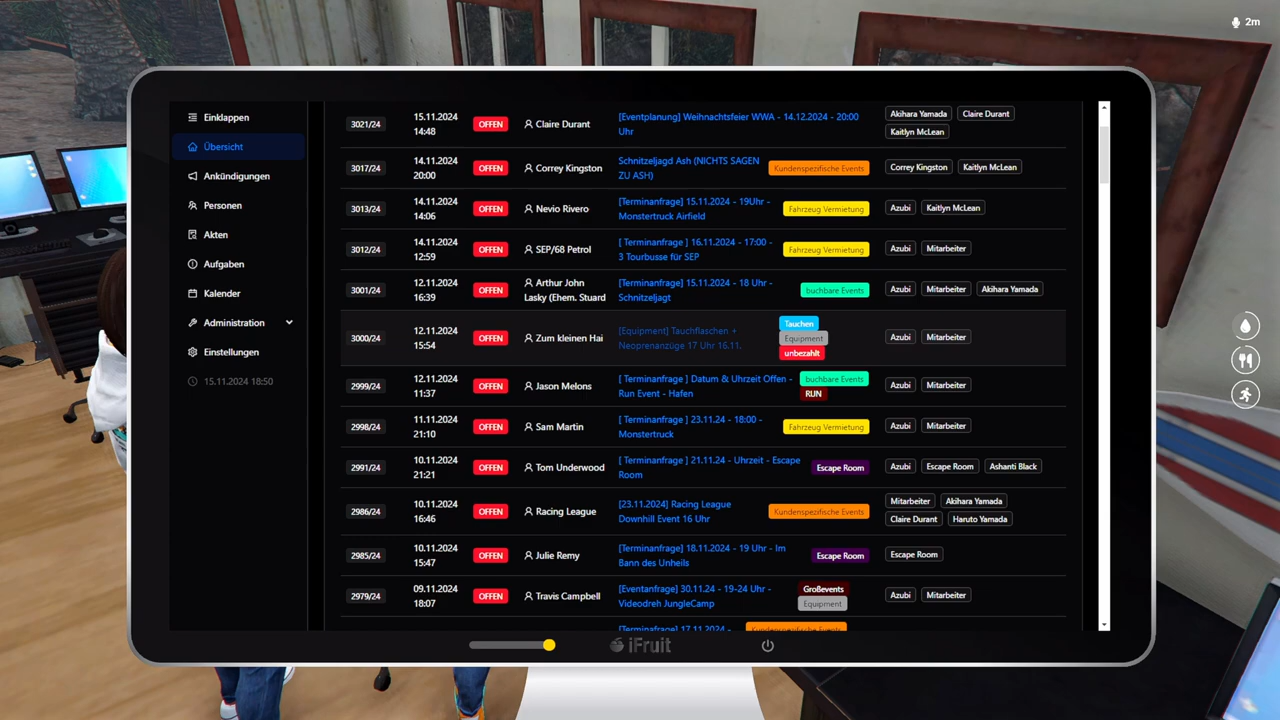 2m
Einklappen
Übersicht
Ankündigungen
Personen
Akten
Aufgaben
Kalender
Administration
Einstellungen
15.11.2024 18:50
3021/24
15.11.2024
14:48
OFFEN
Claire Durant
[Eventplanung] Weihnachtsfeier WWA - 14.12.2024 - 20:00
Uhr
Akihara Yamada Claire Durant
Kaitlyn McLean
3017/24
14.11.2024
20:00
OFFEN
Correy Kingston
Schnitzeljagd Ash (NICHTS SAGEN
ZU ASH)
Kundenspezifische Events
Correy Kingston Kaitlyn McLean
3013/24
14.11.2024
14:06
OFFEN
Nevio Rivero
[Terminanfrage] 15.11.2024 - 19Uhr -
Monstertruck Airfield
Fahrzeug Vermietung
Azubi Kaitlyn McLean
3012/24
14.11.2024
12:59
OFFEN
SEP/68 Petrol
[ Terminanfrage ] 16.11.2024 - 17:00 -
3 Tourbusse für SEP
Fahrzeug Vermietung
Azubi Mitarbeiter
3001/24
12.11.2024
16:39
OFFEN
Arthur John
Lasky (Ehem. Stuard
[Terminanfrage] 15.11.2024 - 18 Uhr -
Schnitzeljagt
buchbare Events
Azubi Mitarbeiter Akihara Yamada
3000/24
12.11.2024
15:54
OFFEN
Zum kleinen Hai
[Equipment] Tauchflaschen +
Neoprenanzüge 17 Uhr 16.11.
Tauchen
Equipment
unbezahlt
Azubi Mitarbeiter
2999/24
12.11.2024
11:37
OFFEN
Jason Melons
[ Terminanfrage ] Datum & Uhrzeit Offen -
Run Event - Hafen
buchbare Events
RUN
Azubi Mitarbeiter
2998/24
11.11.2024
21:10
OFFEN
Sam Martin
[ Terminanfrage ] 23.11.24 - 18:00 -
Monstertruck
Fahrzeug Vermietung
Azubi Mitarbeiter
2991/24
10.11.2024
21:21
OFFEN
Tom Underwood
[ Terminanfrage ] 21.11.24 - Uhrzeit - Escape
Room
Escape Room
Azubi Escape Room Ashanti Black
2986/24
10.11.2024
16:46
OFFEN
Racing League
[23.11.2024] Racing League
Downhill Event 16 Uhr
Kundenspezifische Events
Mitarbeiter Akihara Yamada
Claire Durant Haruto Yamada
2985/24
10.11.2024
15:47
OFFEN
Julie Remy
[Terminanfrage] 18.11.2024 - 19 Uhr - Im
Bann des Unheils
Escape Room
Escape Room
2979/24
09.11.2024
18:07
OFFEN
Travis Campbell
[Eventanfrage] 30.11.24 - 19-24 Uhr -
Videodreh JungleCamp
Großevents
Equipment
Azubi Mitarbeiter
[Terminanfrage] 17.11.2024 -
Kundenspezifische Events
iFruit